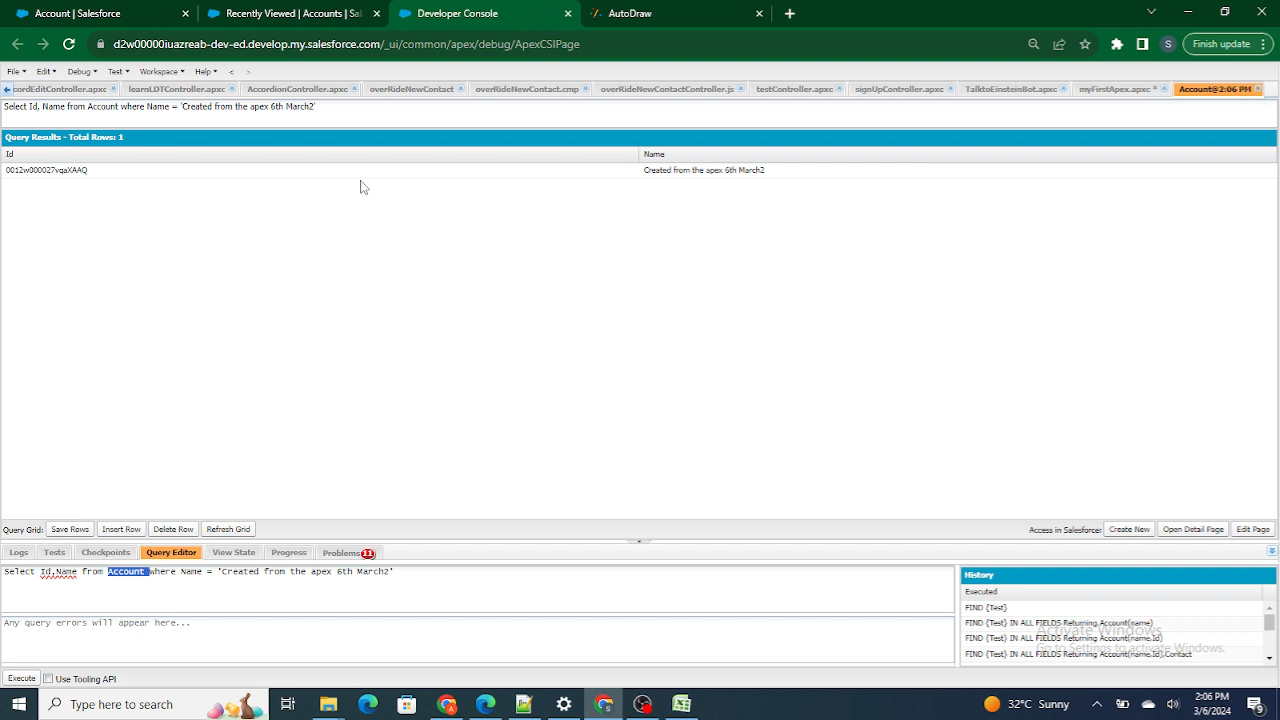 Account | Salesforce
Recently Viewed | Accounts | Sal
Developer Console
AutoDraw
d2w00000iuazreab-dev-ed.develop.my.salesforce.com/_ui/common/apex/debug/ApexCSIPage
S
Finish update
File Edit Debug Test Workspace Help < >
cordEditController.apxc
learnLDTController.apxc
AccordionController.apxc
overRideNewContact
overRideNewContact.cmp
overRideNewContactController.js
testController.apxc
signUpController.apxc
TalktoEinsteinBot.apxc
myFirstApex.apxc *
Account@2:06 PM
Select Id, Name from Account where Name = 'Created from the apex 6th March2'
Query Results - Total Rows: 1
Id Name
0012w000027vqaXAAQ Created from the apex 6th March2
Query Grid: Save Rows Insert Row Delete Row Refresh Grid
Access in Salesforce: Create New Open Detail Page Edit Page
Logs Tests Checkpoints Query Editor View State Progress Problems 11
Select Id,Name from Account where Name = 'Created from the apex 6th March2'
Any query errors will appear here...
History
Executed
FIND {Test}
FIND {Test} IN ALL FIELDS Returning Account(name)
FIND {Test} IN ALL FIELDS Returning Account(name,Id)
FIND {Test} IN ALL FIELDS Returning Account(name,Id),Contact
Activate Windows
Go to Settings to activate Windows.
Execute Use Tooling API
Type here to search
32°C Sunny
2:06 PM
3/6/2024
9